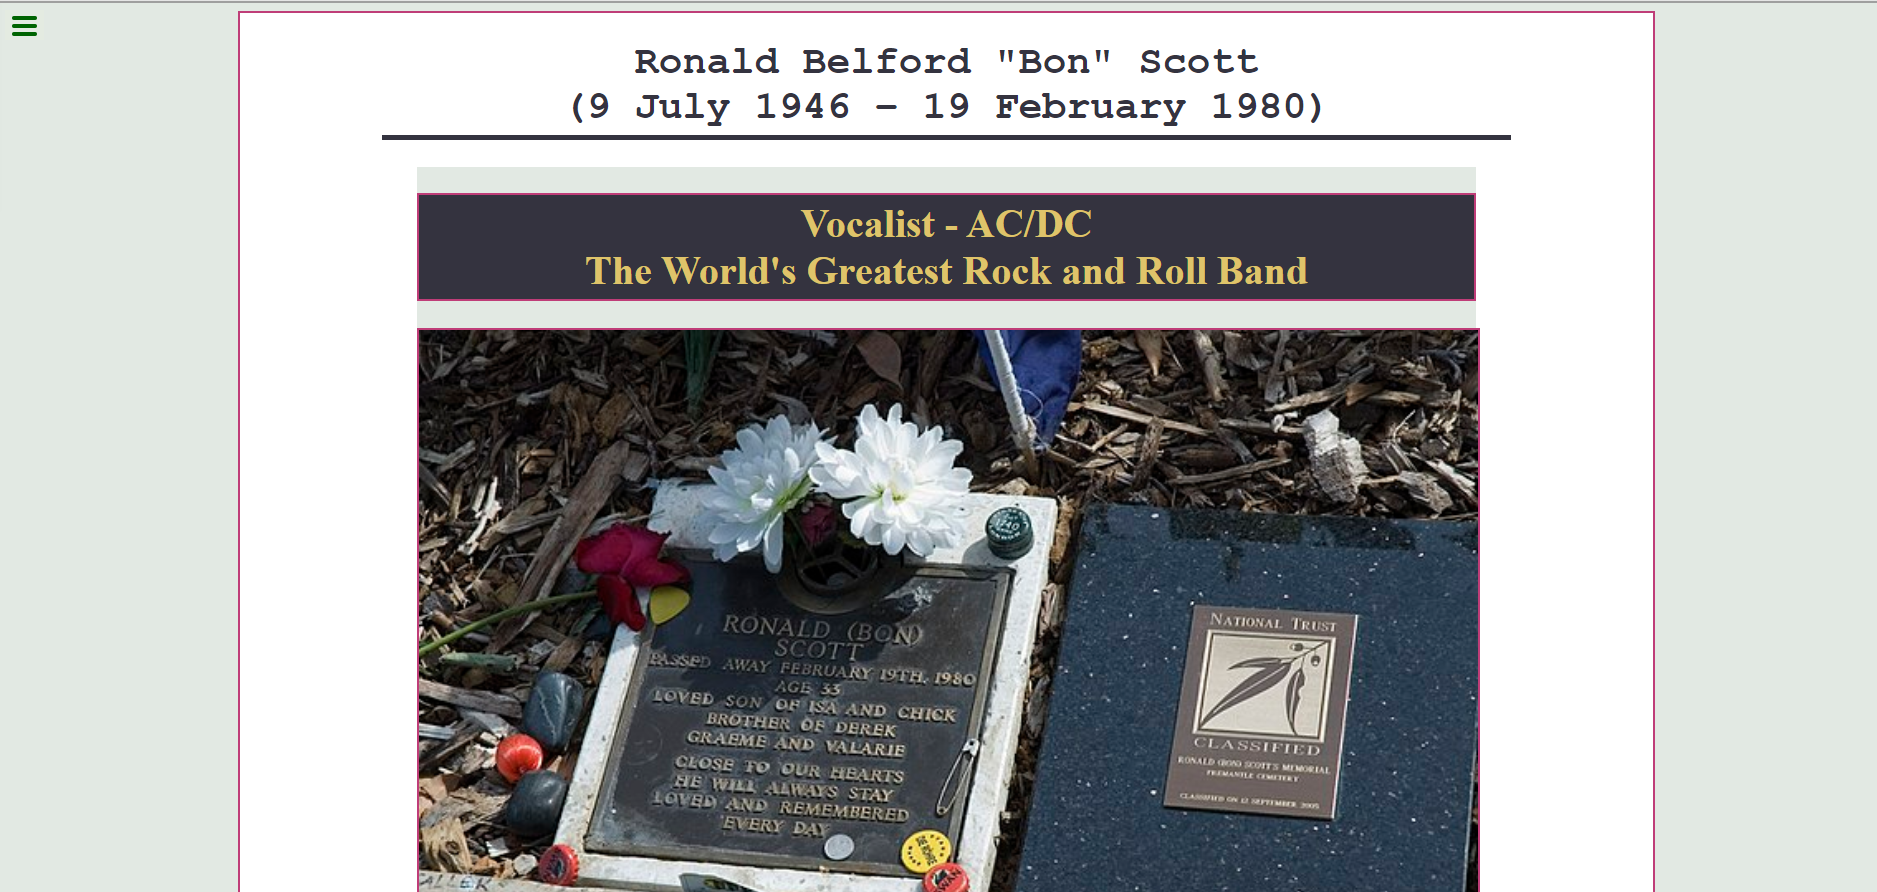 Ronald Belford "Bon" Scott
(9 July 1946 – 19 February 1980)
Vocalist - AC/DC
The World's Greatest Rock and Roll Band
1240
RONALD (BON)
SCOTT
PASSED AWAY FEBRUARY 19TH, 1980
AGE 33
LOVED SON OF ISA AND CHICK
BROTHER OF DEREK
GRAEME AND VALARIE
CLOSE TO OUR HEARTS
HE WILL ALWAYS STAY
LOVED AND REMEMBERED
EVERY DAY
NATIONAL TRUST
CLASSIFIED
RONALD (BON) SCOTT'S MEMORIAL
FREMANTLE CEMETERY
CLASSIFIED ON 12 SEPTEMBER 2005
SWAN